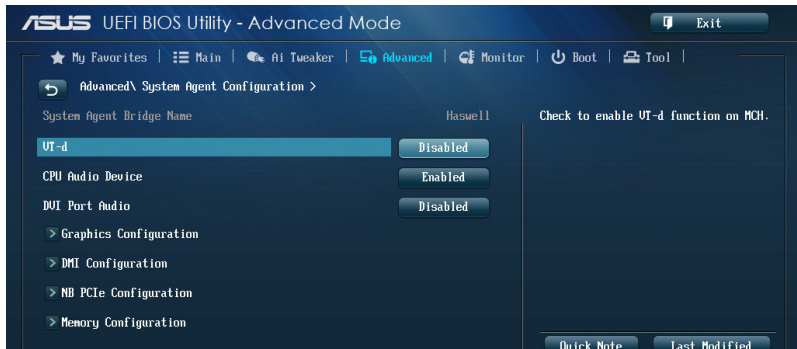 ASUS UEFI BIOS Utility - Advanced Mode
Exit
My Favorites | Main | Ai Tweaker | Advanced | Monitor | Boot | Tool |
Advanced\ System Agent Configuration >
System Agent Bridge Name Haswell
Check to enable VT-d function on MCH.
VT-d Disabled
CPU Audio Device Enabled
DVI Port Audio Disabled
> Graphics Configuration
> DMI Configuration
> NB PCIe Configuration
> Memory Configuration
Quick Note Last Modified